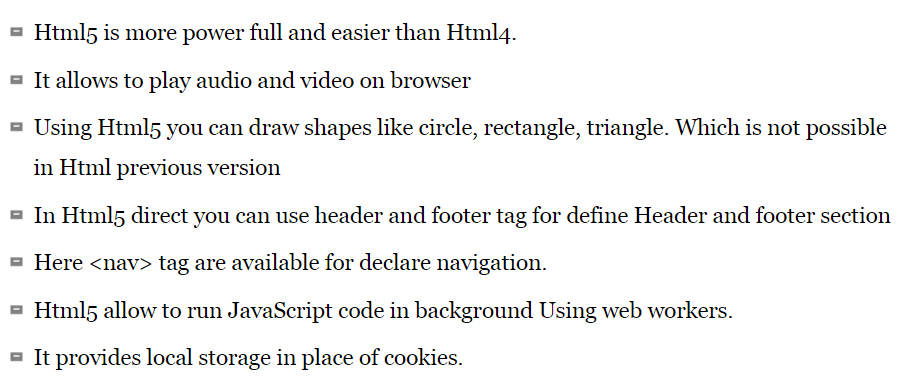 Html5 is more power full and easier than Html4.
It allows to play audio and video on browser
Using Html5 you can draw shapes like circle, rectangle, triangle. Which is not possible
in Html previous version
In Html5 direct you can use header and footer tag for define Header and footer section
Here <nav> tag are available for declare navigation.
Html5 allow to run JavaScript code in background Using web workers.
It provides local storage in place of cookies.